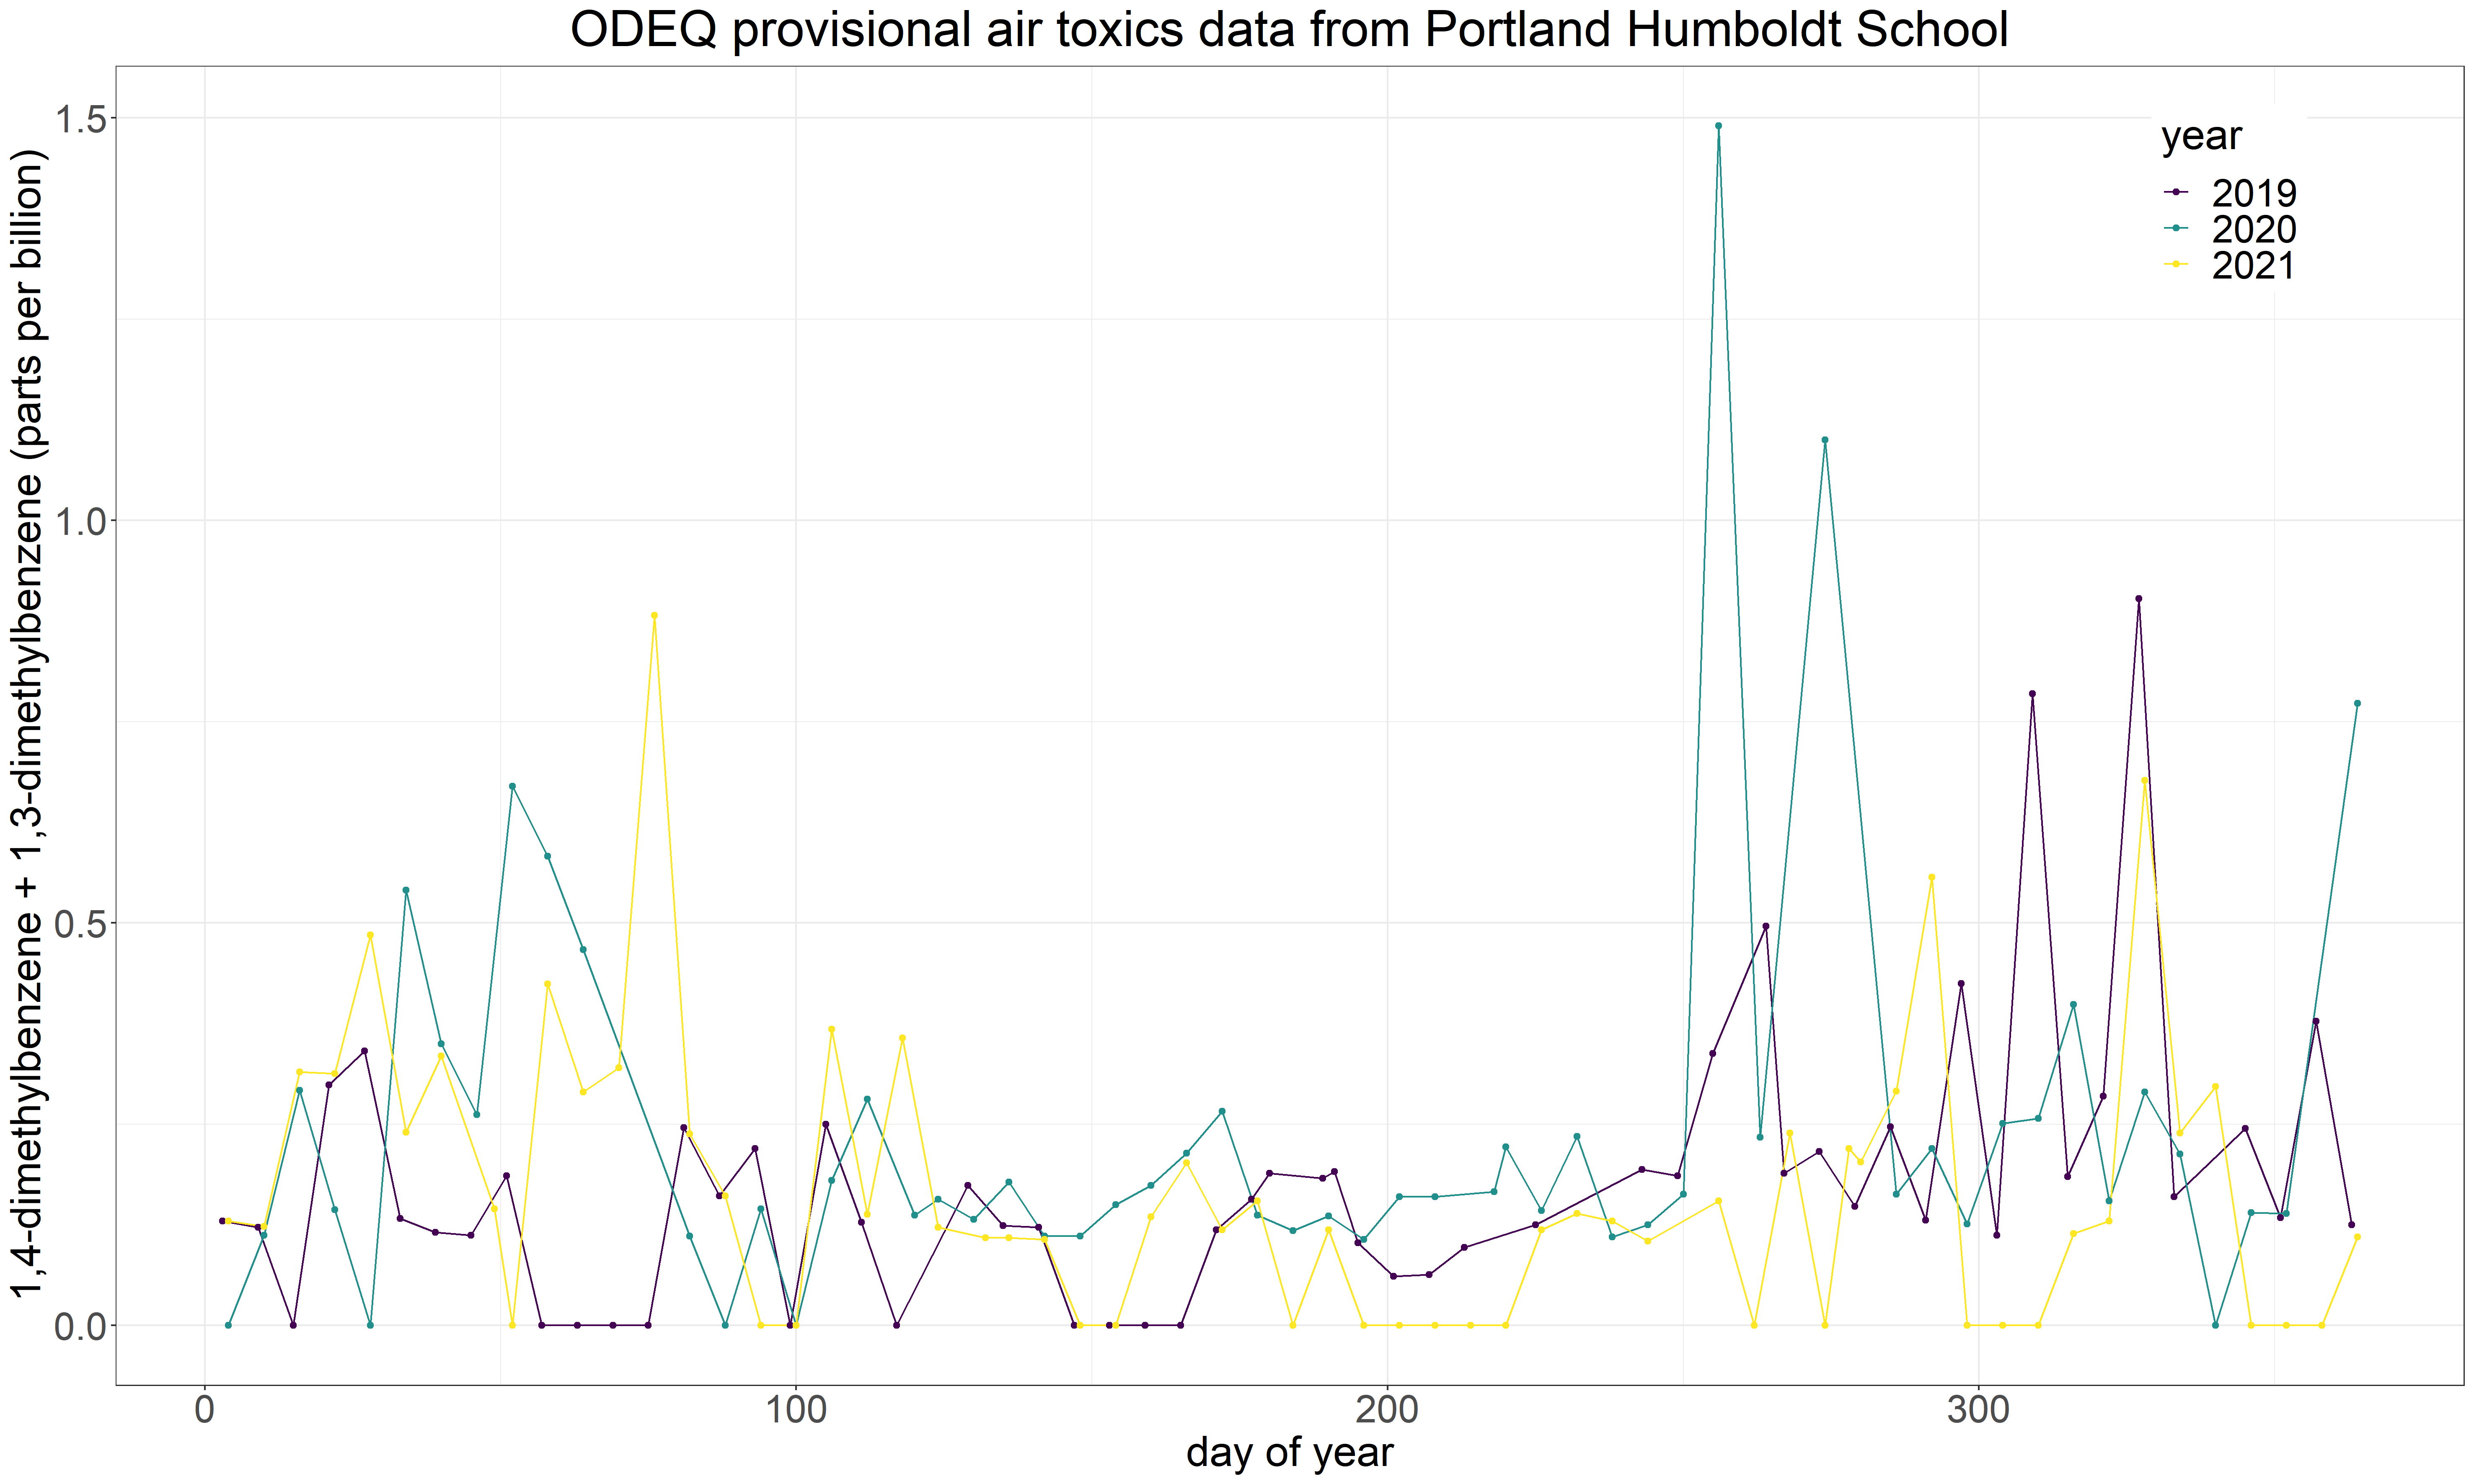 ODEQ provisional air toxics data from Portland Humboldt School
1,4-dimethylbenzene + 1,3-dimethylbenzene (parts per billion)
1.5
1.0
0.5
0.0
year
2019
2020
2021
0 100 200 300
day of year